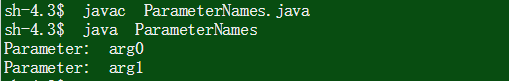 sh-4.3$ javac ParameterNames.java
sh-4.3$ java ParameterNames
Parameter: arg0
Parameter: arg1